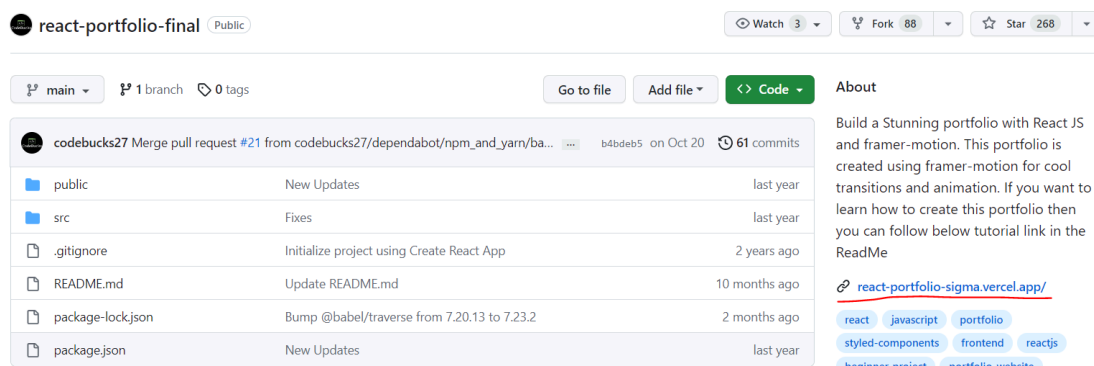 react-portfolio-final Public
Watch 3 Fork 88 Star 268
main 1 branch 0 tags Go to file Add file Code
codebucks27 Merge pull request #21 from codebucks27/dependabot/npm_and_yarn/ba... ... b4bdeb5 on Oct 20 61 commits
public New Updates last year
src Fixes last year
.gitignore Initialize project using Create React App 2 years ago
README.md Update README.md 10 months ago
package-lock.json Bump @babel/traverse from 7.20.13 to 7.23.2 2 months ago
package.json New Updates last year
About
Build a Stunning portfolio with React JS
and framer-motion. This portfolio is
created using framer-motion for cool
transitions and animation. If you want to
learn how to create this portfolio then
you can follow below tutorial link in the
ReadMe
react-portfolio-sigma.vercel.app/
react javascript portfolio
styled-components frontend reactjs
beginner-project portfolio-website